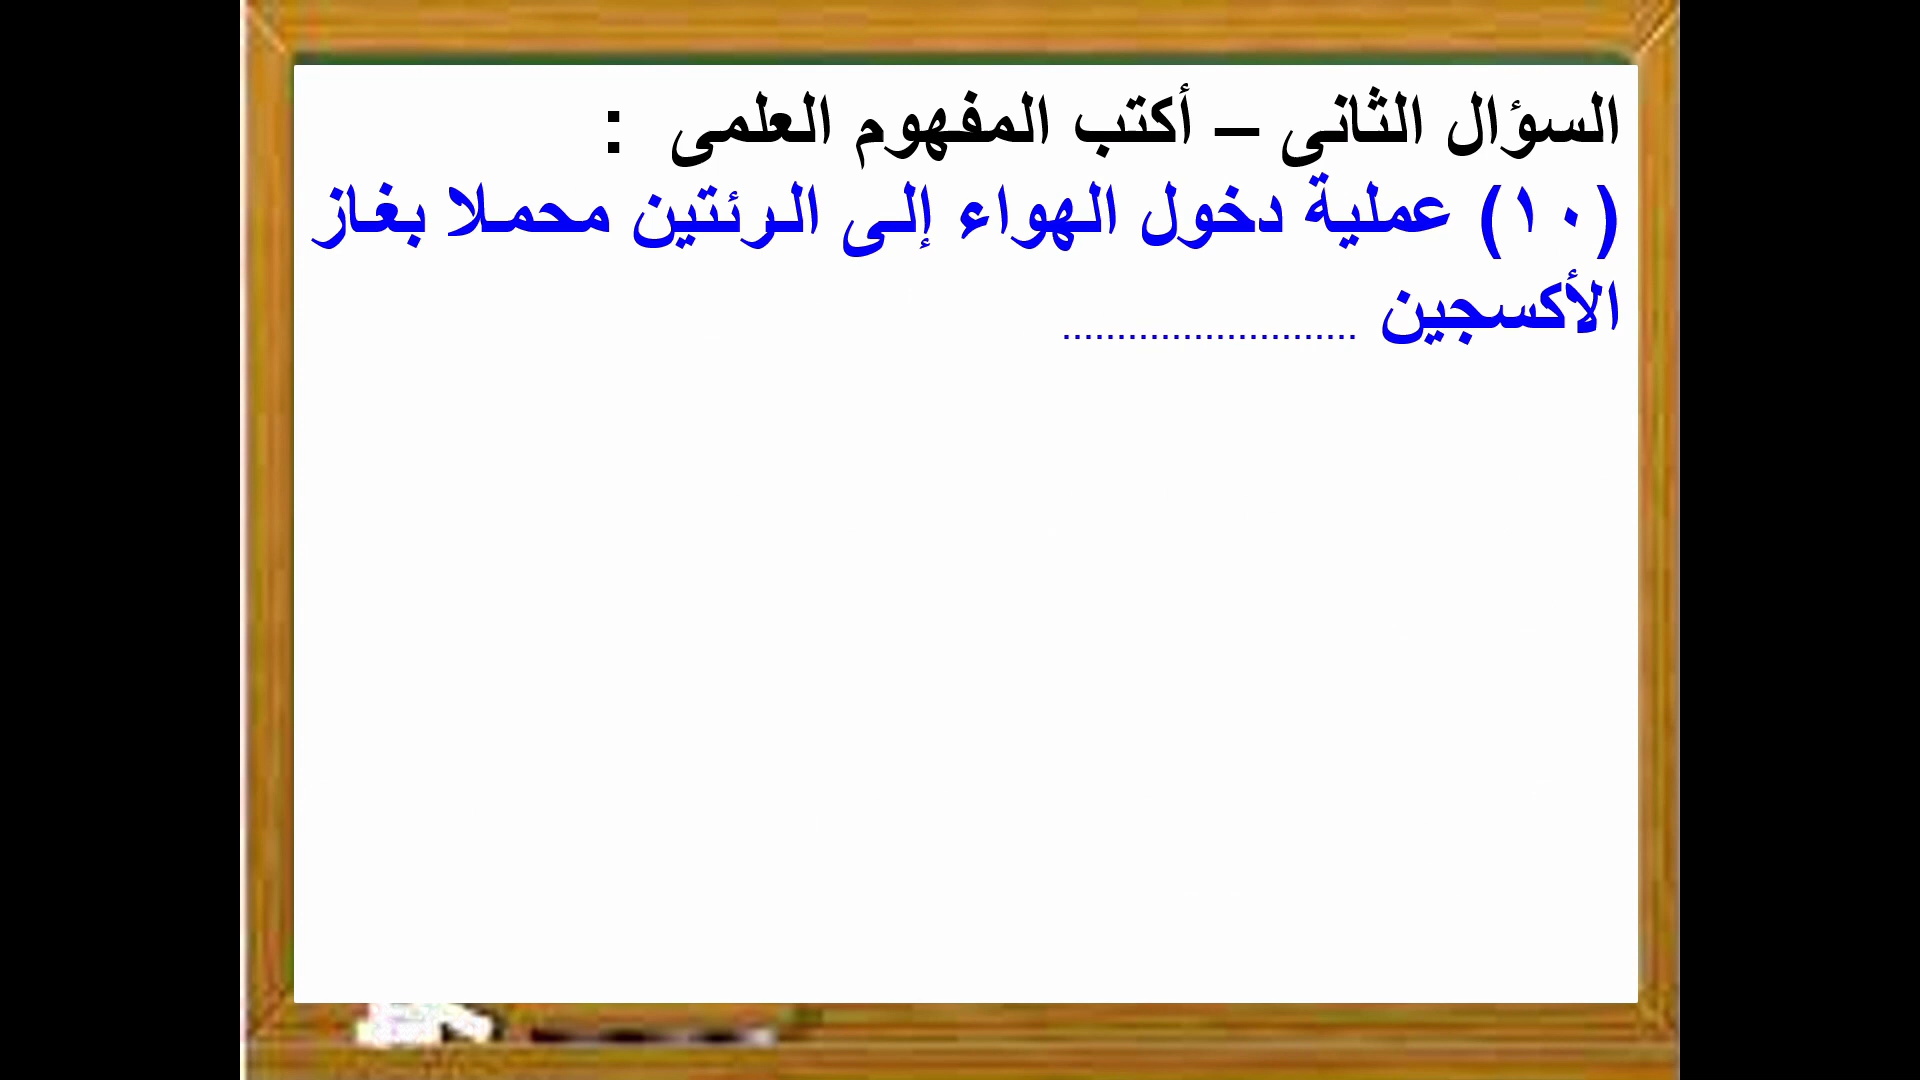 السؤال الثانى – أكتب المفهوم العلمى :
(١٠) عملية دخول الهواء إلى الرئتين محملا بغاز
الأكسجين ...........................